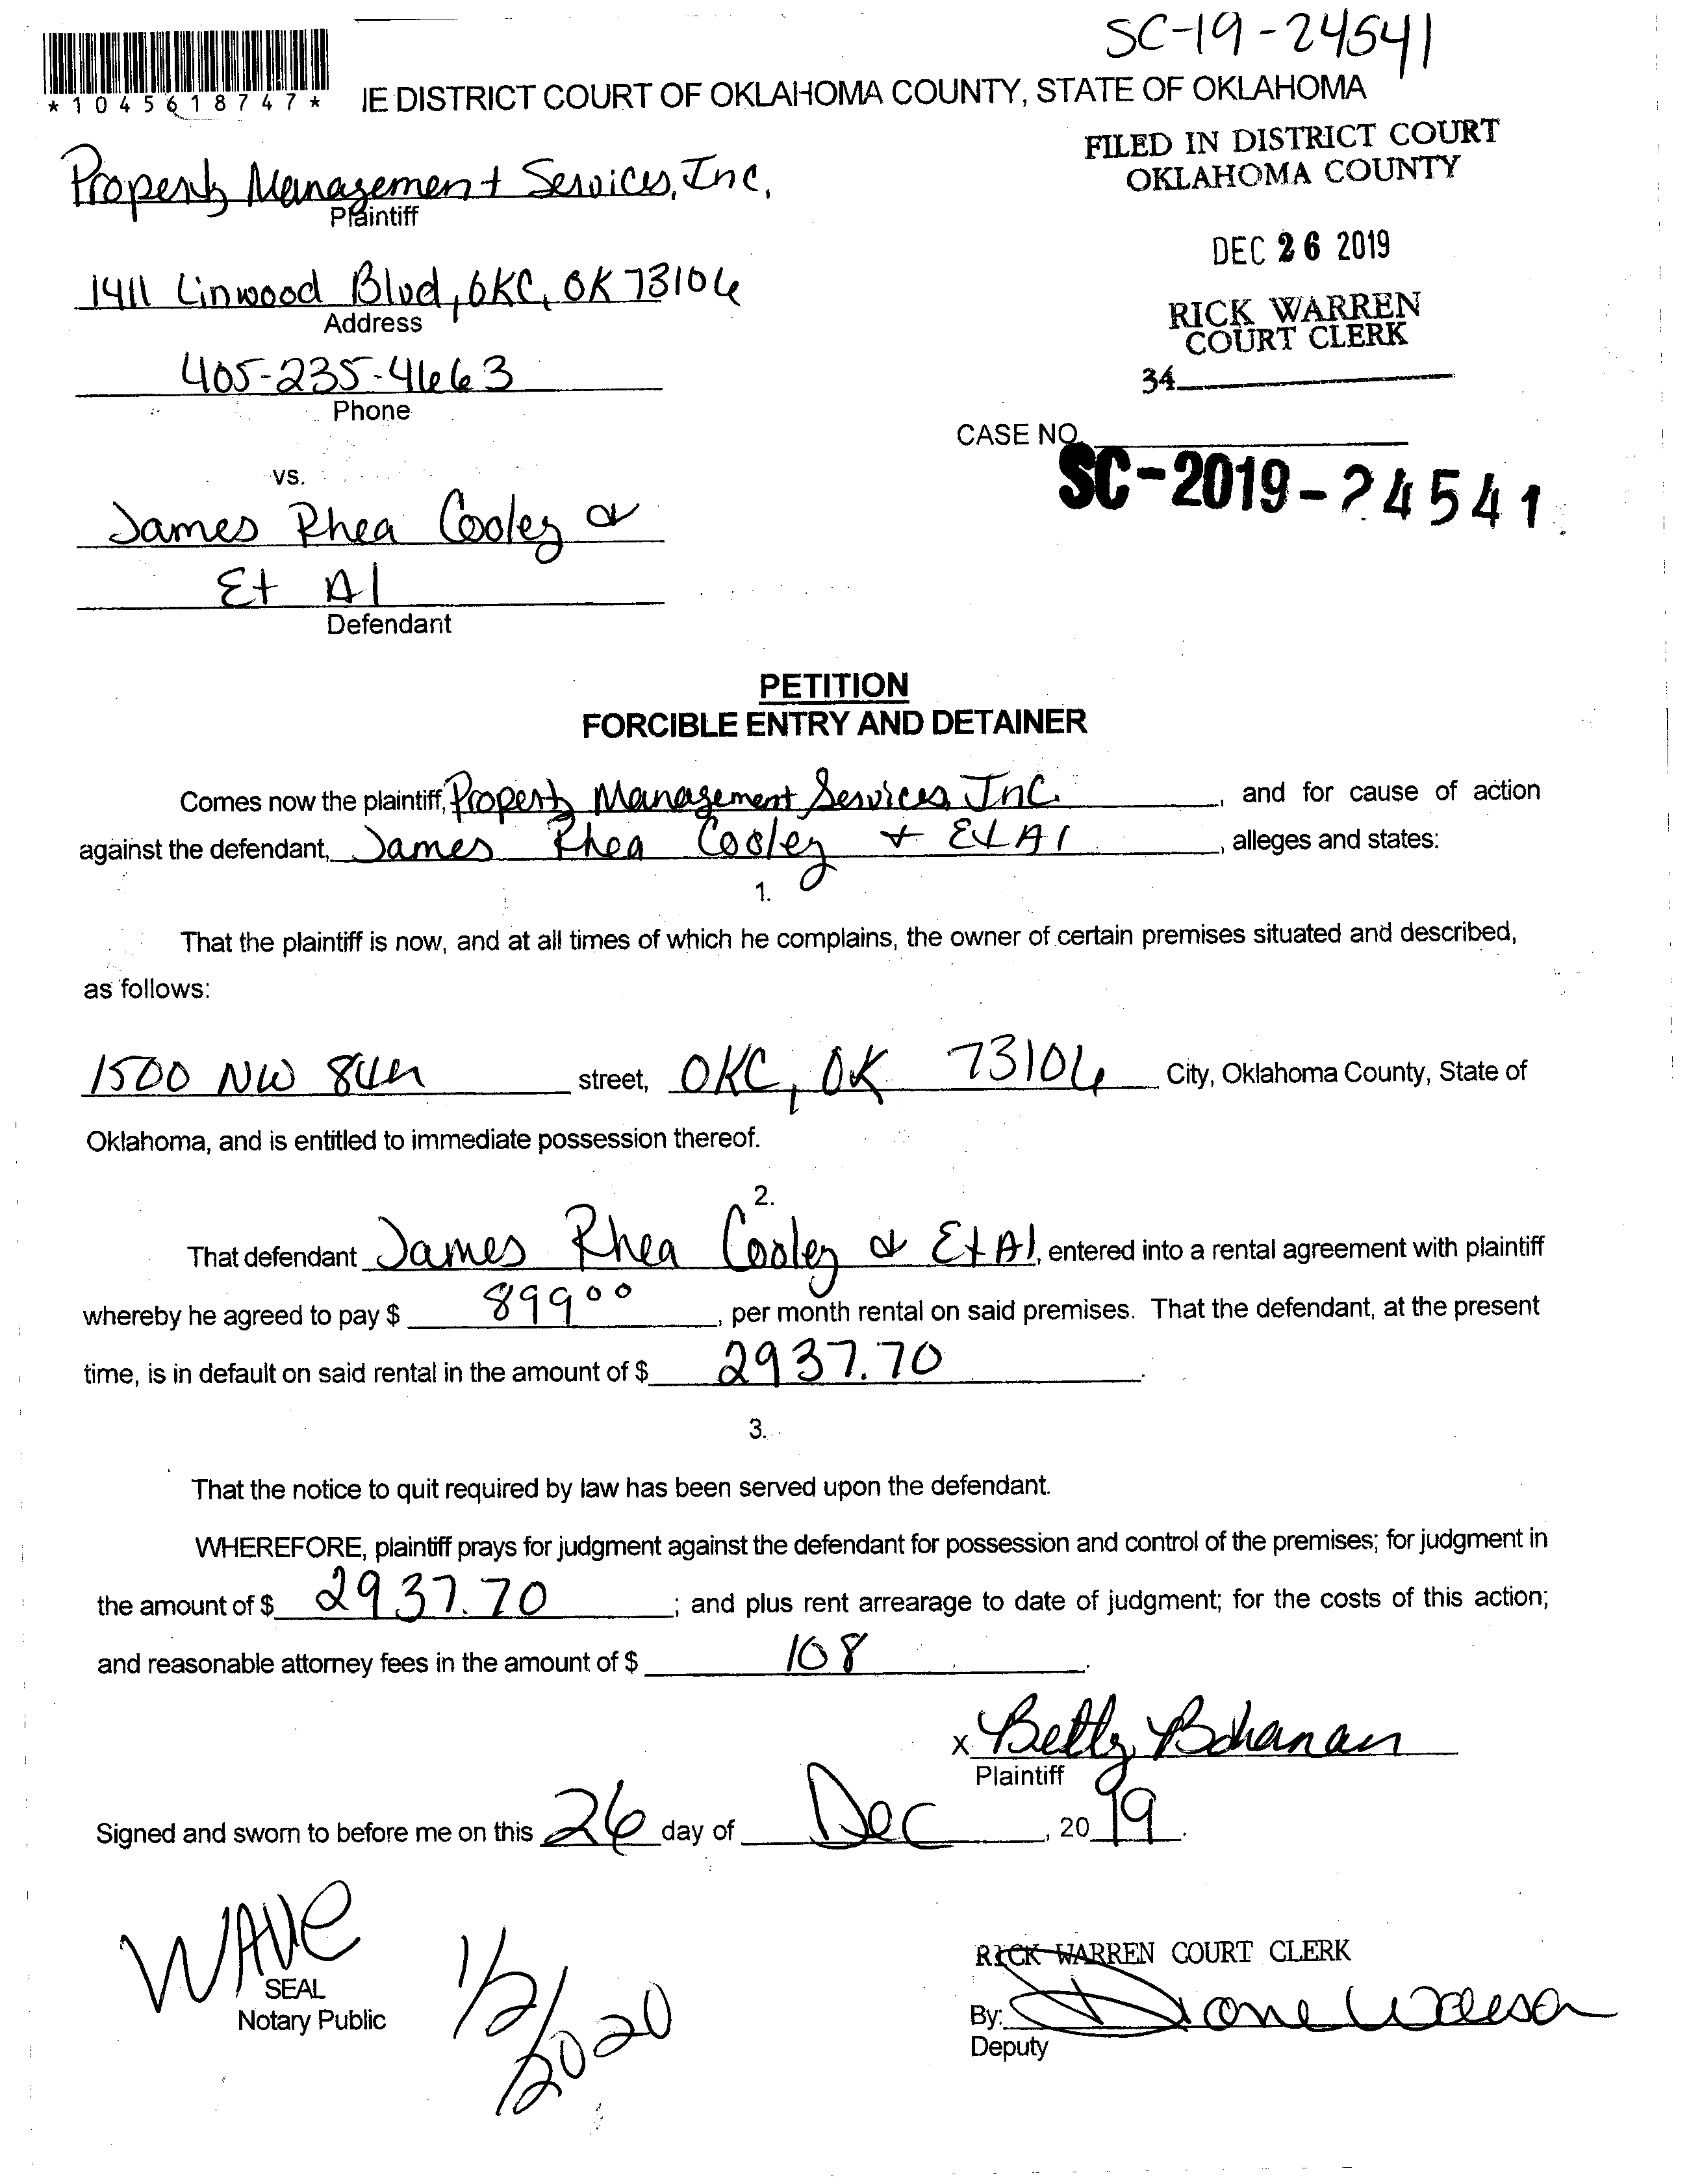 SC-19-24541
*1045618747*
IE DISTRICT COURT OF OKLAHOMA COUNTY, STATE OF OKLAHOMA
FILED IN DISTRICT COURT
OKLAHOMA COUNTY
Property Management Services, Inc.
Plaintiff
DEC 26 2019
1411 Linwood Blvd, OKC, OK 73106
Address
RICK WARREN
COURT CLERK
405-235-4663
Phone
34
CASE NO.
SC-2019-24541
vs.
James Rhea Cooley &
Et Al
Defendant
PETITION
FORCIBLE ENTRY AND DETAINER
Comes now the plaintiff, Property Management Services, Inc. , and for cause of action
against the defendant, James Rhea Cooley + Et Al , alleges and states:
1.
That the plaintiff is now, and at all times of which he complains, the owner of certain premises situated and described,
as follows:
1500 NW 8th street, OKC, OK 73106 City, Oklahoma County, State of
Oklahoma, and is entitled to immediate possession thereof.
2.
That defendant James Rhea Cooley & Et Al, entered into a rental agreement with plaintiff
whereby he agreed to pay $ 899 00 , per month rental on said premises. That the defendant, at the present
time, is in default on said rental in the amount of $ 2937.70 .
3.
That the notice to quit required by law has been served upon the defendant.
WHEREFORE, plaintiff prays for judgment against the defendant for possession and control of the premises; for judgment in
the amount of $ 2937.70 ; and plus rent arrearage to date of judgment; for the costs of this action;
and reasonable attorney fees in the amount of $ 108 .
x Betty Bohanan
Plaintiff
Signed and sworn to before me on this 26 day of Dec , 20 19 .
WAVE
SEAL
Notary Public
1/2/2020
RICK WARREN COURT CLERK
By: Diane
Deputy